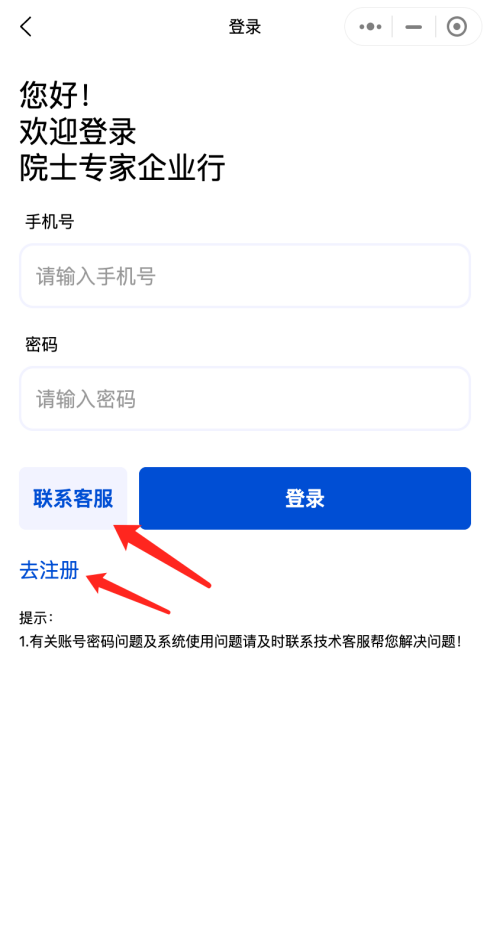 登录
您好！
欢迎登录
院士专家企业行
手机号
请输入手机号
密码
请输入密码
联系客服
登录
去注册
提示：
1.有关账号密码问题及系统使用问题请及时联系技术客服帮您解决问题！